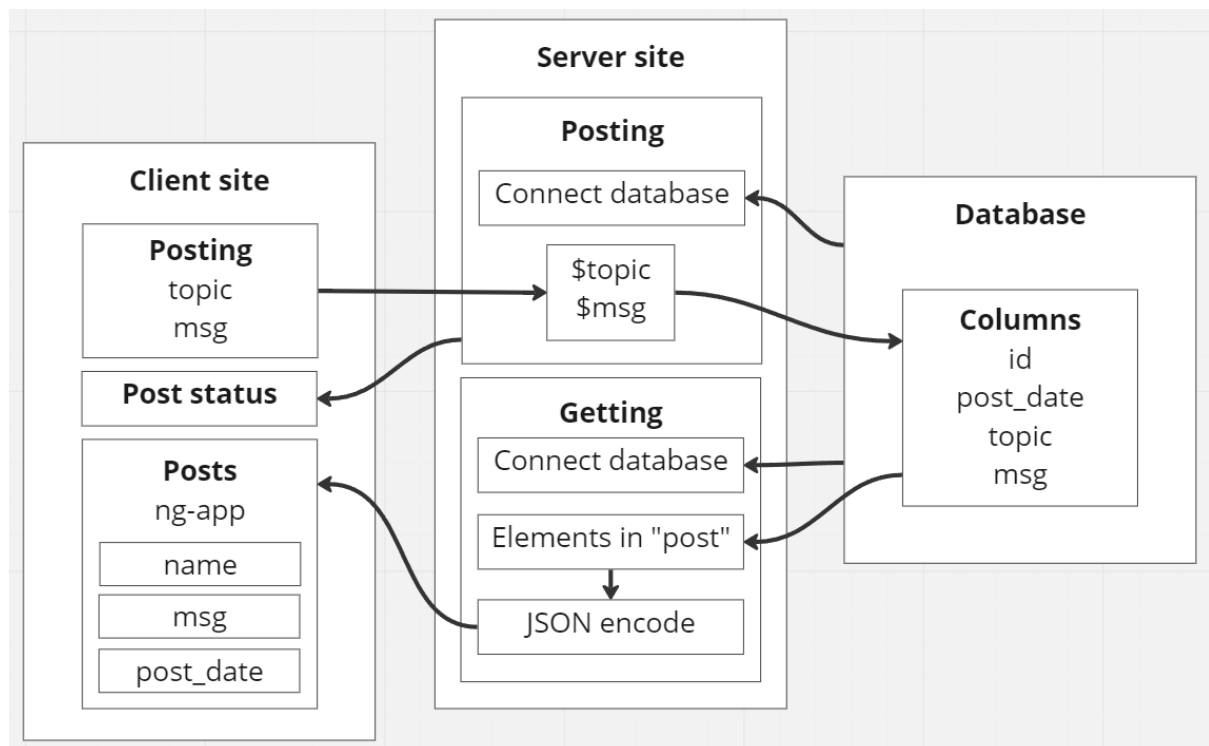 Client site
Posting
topic
msg
Post status
Posts
ng-app
name
msg
post_date
Server site
Posting
Connect database
$topic
$msg
Getting
Connect database
Elements in "post"
JSON encode
Database
Columns
id
post_date
topic
msg